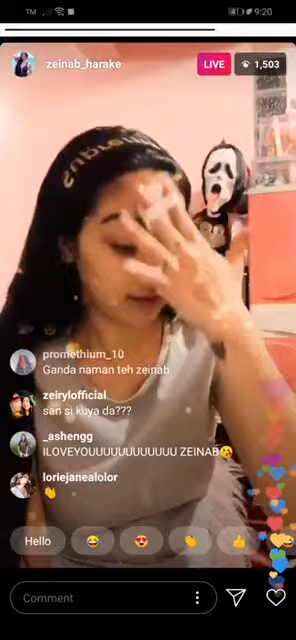 TM
9:20
zeinab_harake
LIVE
1,503
promethium_10
Ganda naman teh zeinab
zeirylofficial
san si kuya da???
_ashengg
ILOVEYOUUUUUUUUUUUU ZEINAB😘
loriejanealolor
👏
Hello
😂
😍
👏
👍
😂
Comment